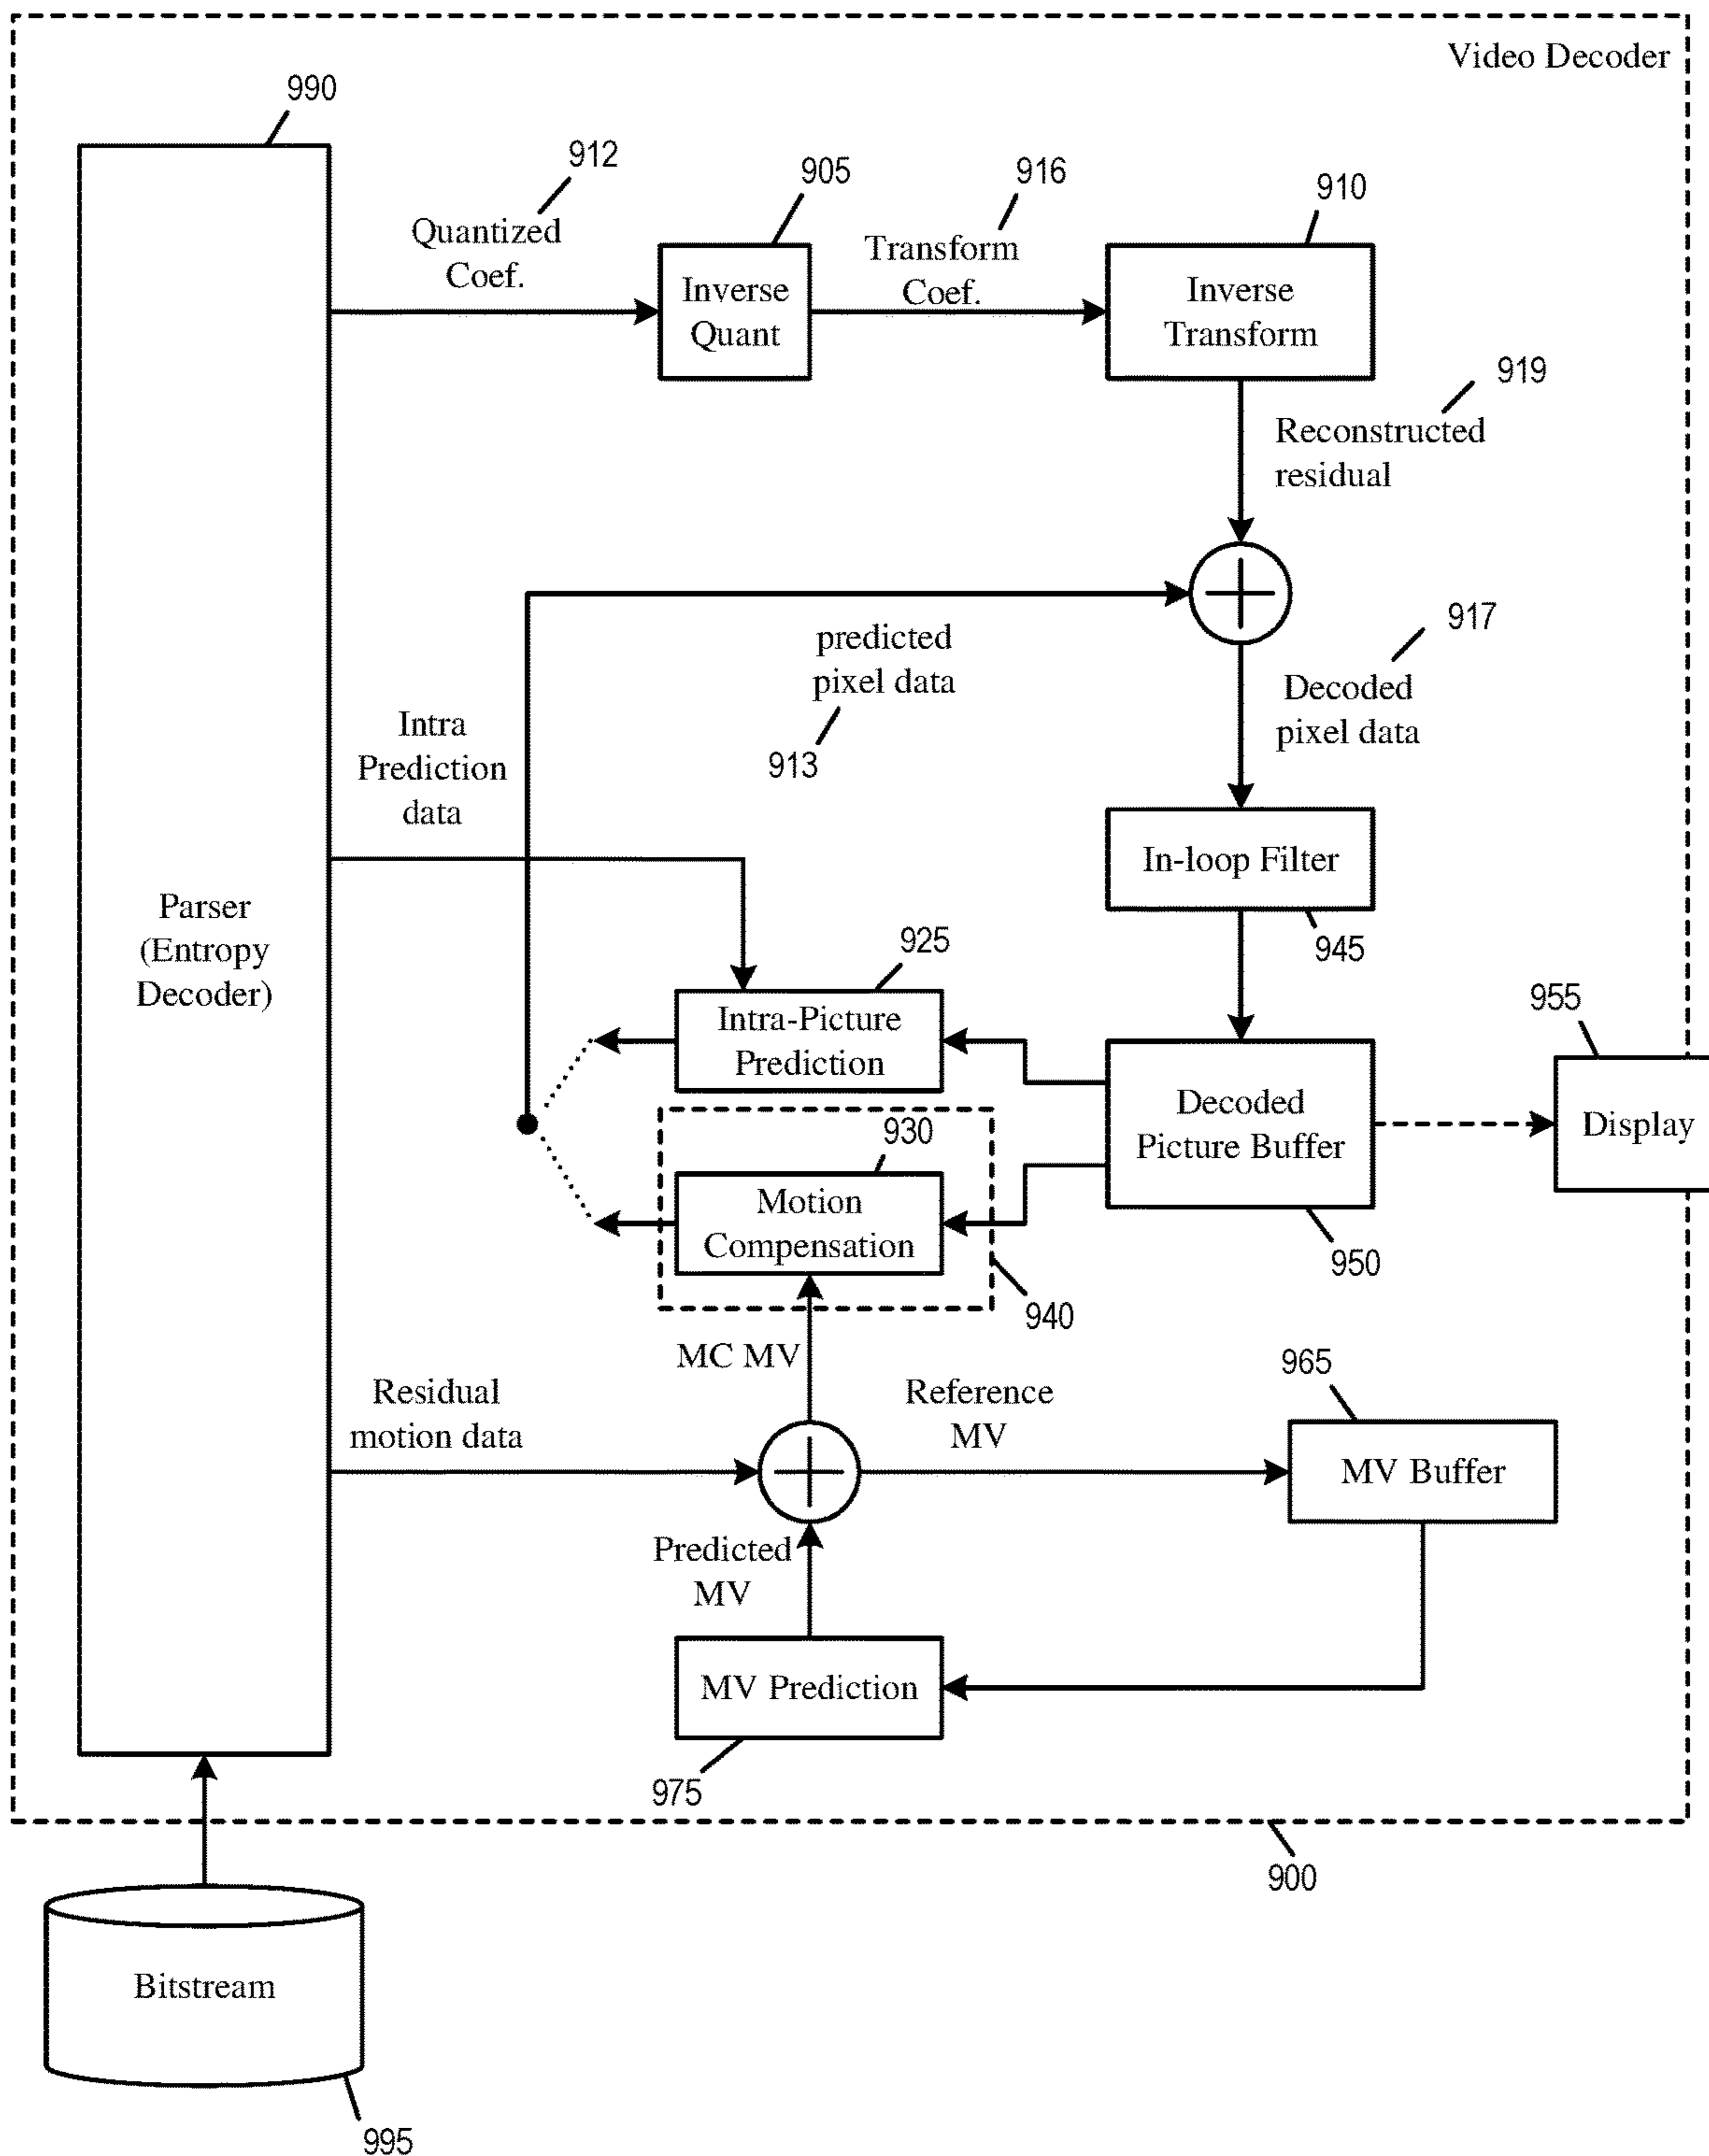 Video Decoder
990
912
905
916
910
Quantized
Coef.
Transform
Coef.
Inverse
Quant
Inverse
Transform
919
Reconstructed
residual
917
predicted
pixel data
913
Decoded
pixel data
Intra
Prediction
data
In-loop Filter
945
Parser
(Entropy
Decoder)
925
Intra-Picture
Prediction
955
Decoded
Picture Buffer
Display
930
Motion
Compensation
950
940
MC MV
965
Residual
motion data
Reference
MV
MV Buffer
Predicted
MV
MV Prediction
975
900
Bitstream
995